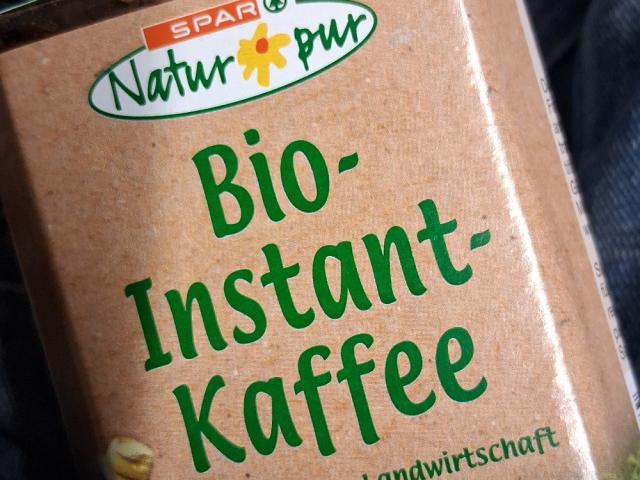 SPAR
Natur pur
Bio-
Instant-
Kaffee
Landwirtschaft